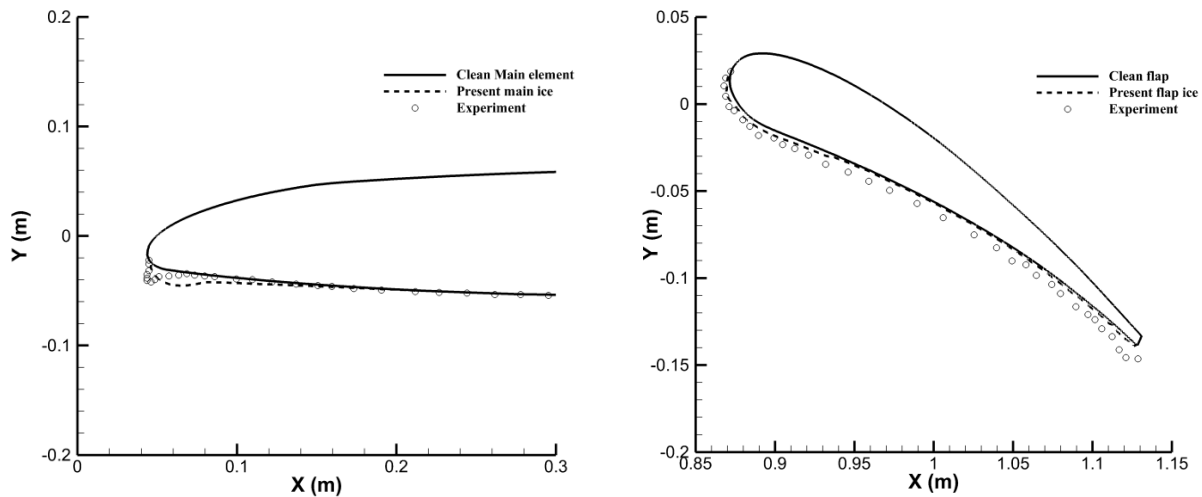 0.2
0.1
0
-0.1
-0.2
Y (m)
0
0.1
0.2
0.3
X (m)
Clean Main element
Present main ice
Experiment
0.05
0
-0.05
-0.1
-0.15
-0.2
Y (m)
0.85
0.9
0.95
1
1.05
1.1
1.15
X (m)
Clean flap
Present flap ice
Experiment